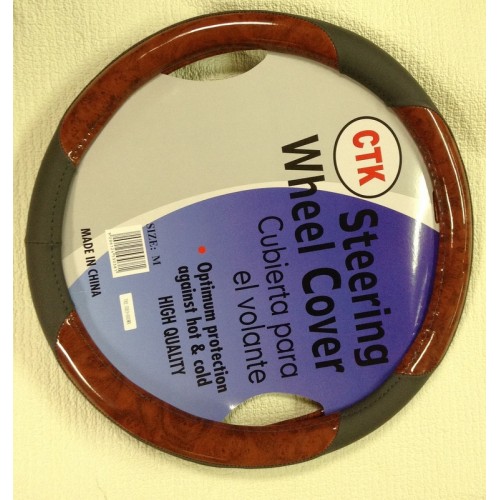 CTK
Steering
Wheel Cover
Cubierta para
el volante
Optimum protection
against hot & cold
HIGH QUALITY
SIZE: M
MADE IN CHINA